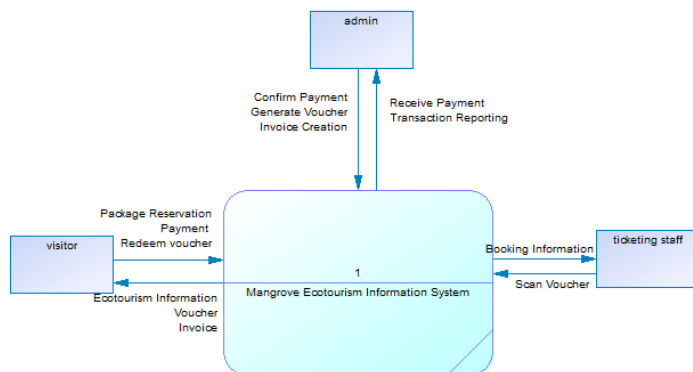 admin
Confirm Payment
Generate Voucher
Invoice Creation
Receive Payment
Transaction Reporting
Package Reservation
Payment
Redeem voucher
visitor
Ecotourism Information
Voucher
Invoice
1
Mangrove Ecotourism Information System
Booking Information
ticketing staff
Scan Voucher